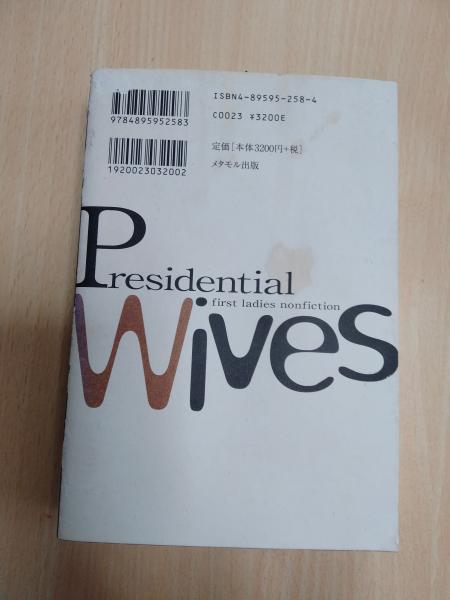 ISBN4-89595-258-4
9784895952583
C0023 ¥3200E
定価[本体3200円+税]
1920023032002
メタモル出版
Presidential
first ladies nonfiction
Wives